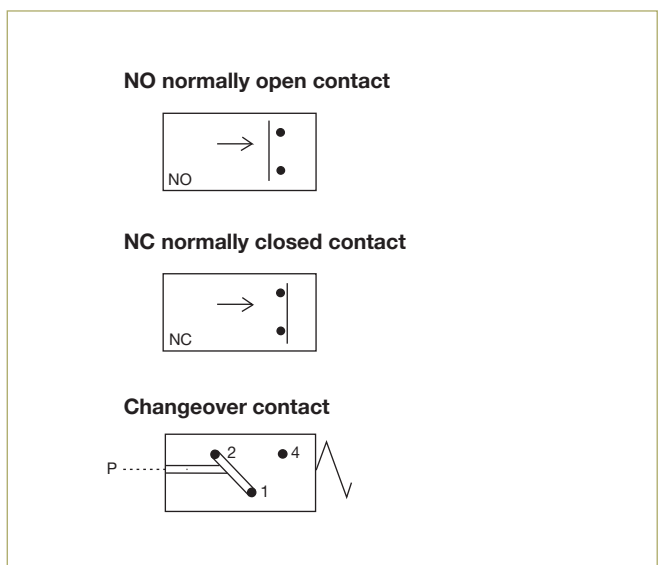 NO normally open contact
NO
NC normally closed contact
NC
Changeover contact
2
4
P
1